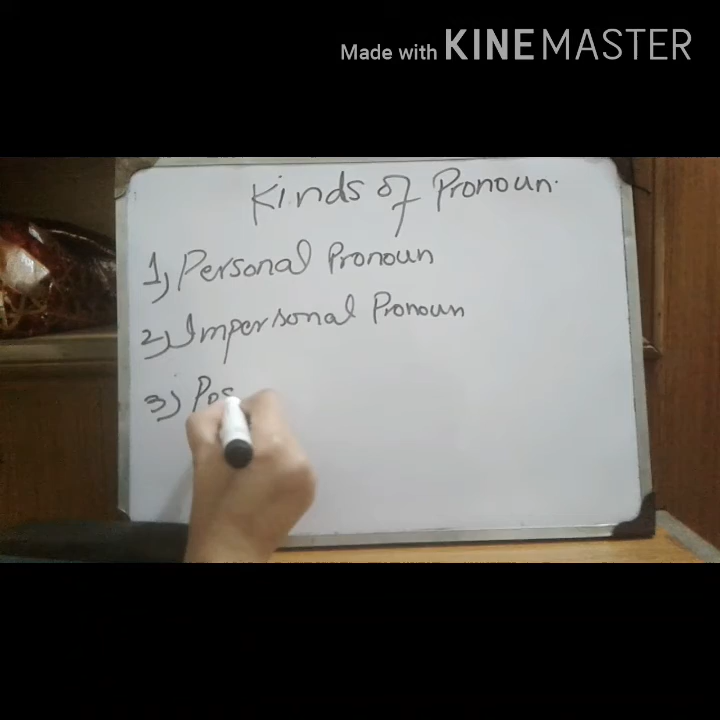 Made with KINEMASTER
Kinds of Pronoun.
1) Personal Pronoun
2) Impersonal Pronoun
3) Pos